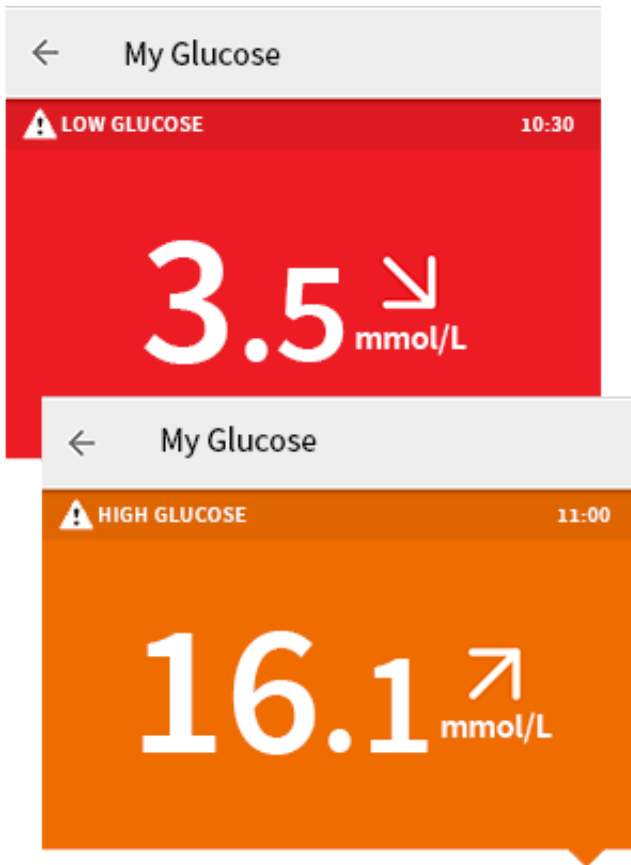 My Glucose
LOW GLUCOSE 10:30
3.5 mmol/L
My Glucose
HIGH GLUCOSE 11:00
16.1 mmol/L